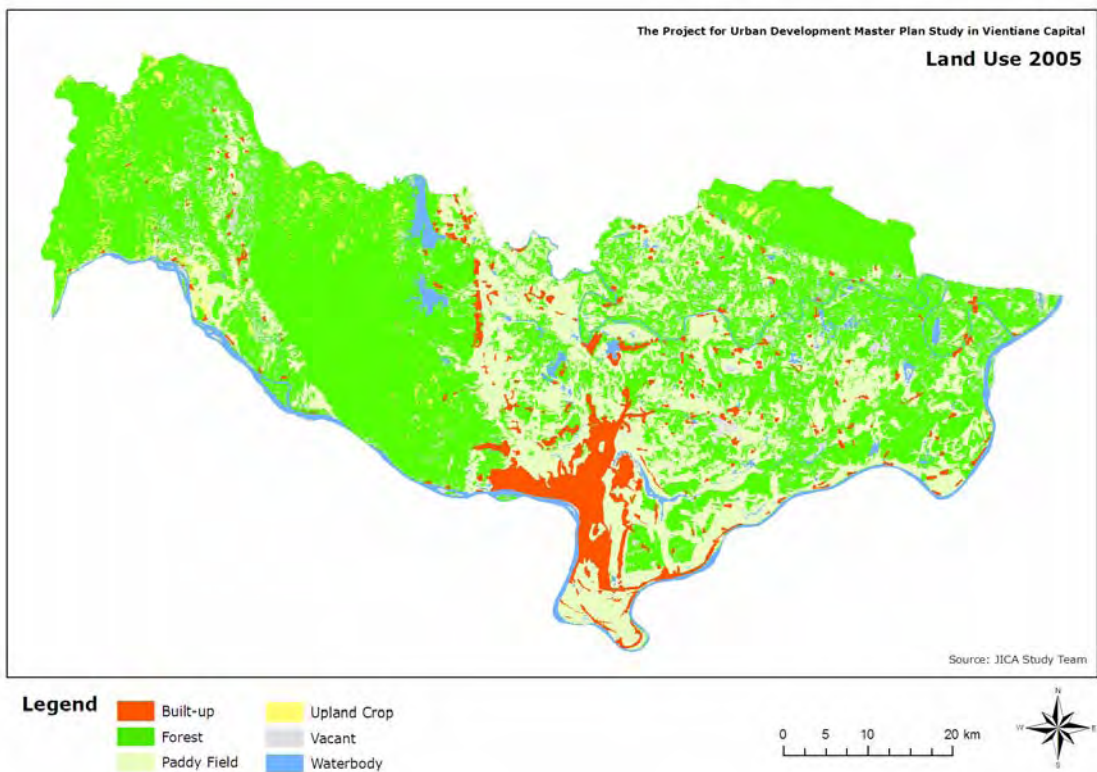 The Project for Urban Development Master Plan Study in Vientiane Capital
Land Use 2005
Source: JICA Study Team
Legend
Built-up
Forest
Paddy Field
Upland Crop
Vacant
Waterbody
0 5 10 20 km
N
W E
S